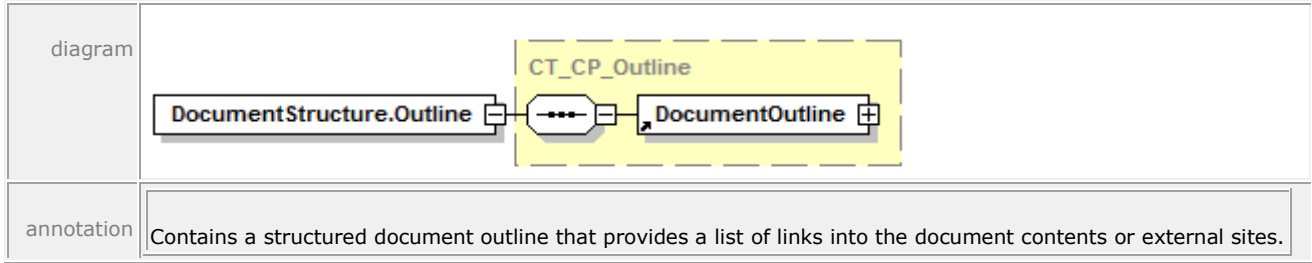 diagram
CT_CP_Outline
DocumentStructure.Outline
DocumentOutline
annotation
Contains a structured document outline that provides a list of links into the document contents or external sites.